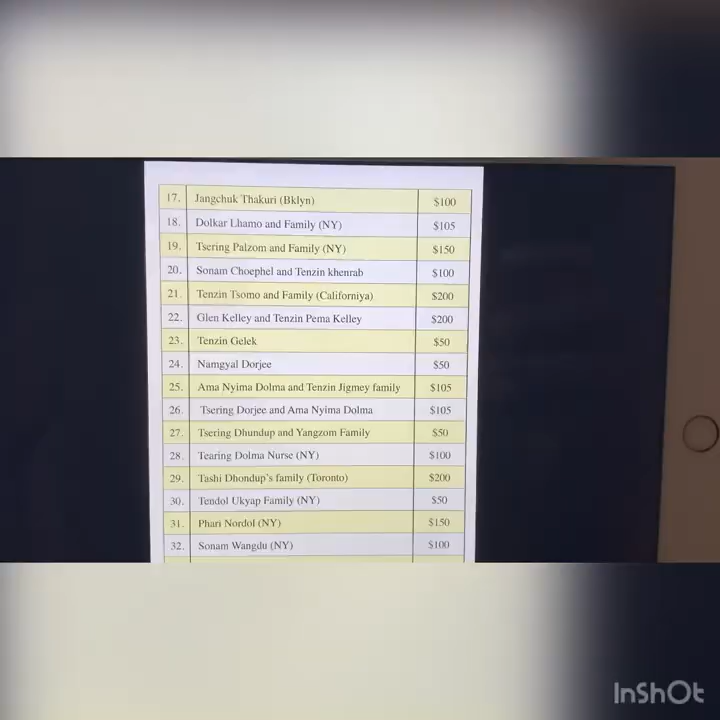 17. Jangchuk Thakuri (Bklyn) $100
18. Dolkar Lhamo and Family (NY) $105
19. Tsering Palzom and Family (NY) $150
20. Sonam Choephel and Tenzin khenrab $100
21. Tenzin Tsomo and Family (Californiya) $200
22. Glen Kelley and Tenzin Pema Kelley $200
23. Tenzin Gelek $50
24. Namgyal Dorjee $50
25. Ama Nyima Dolma and Tenzin Jigmey family $105
26. Tsering Dorjee and Ama Nyima Dolma $105
27. Tsering Dhundup and Yangzom Family $50
28. Tearing Dolma Nurse (NY) $100
29. Tashi Dhondup's family (Toronto) $200
30. Tendol Ukyap Family (NY) $50
31. Phari Nordol (NY) $150
32. Sonam Wangdu (NY) $100
InShOt